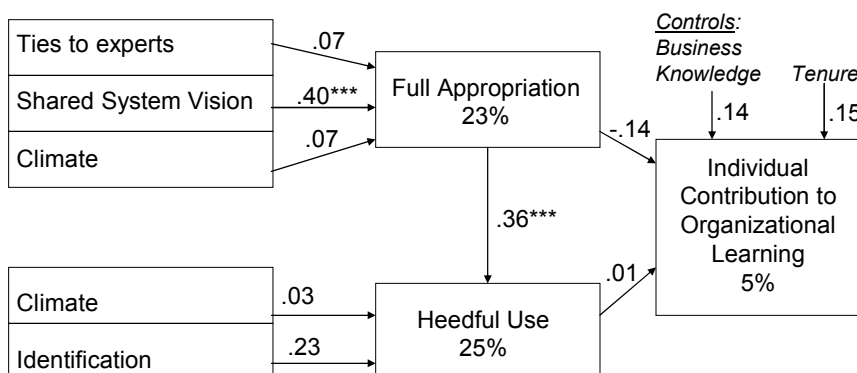 Ties to experts
Shared System Vision
Climate
.07
.40***
.07
Full Appropriation
23%
Controls:
Business
Knowledge
Tenure
.14
.15
-.14
Individual
Contribution to
Organizational
Learning
5%
.36***
.01
Climate
Identification
.03
.23
Heedful Use
25%